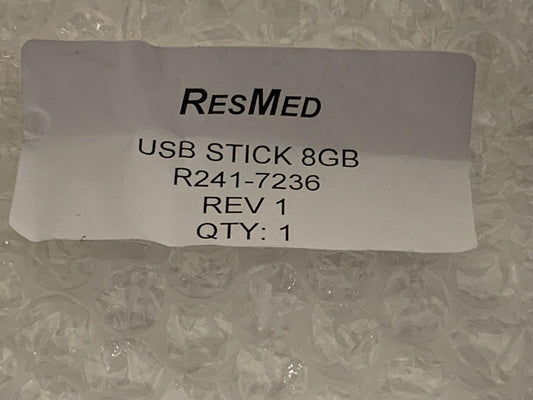 RESMED
USB STICK 8GB
R241-7236
REV 1
QTY: 1